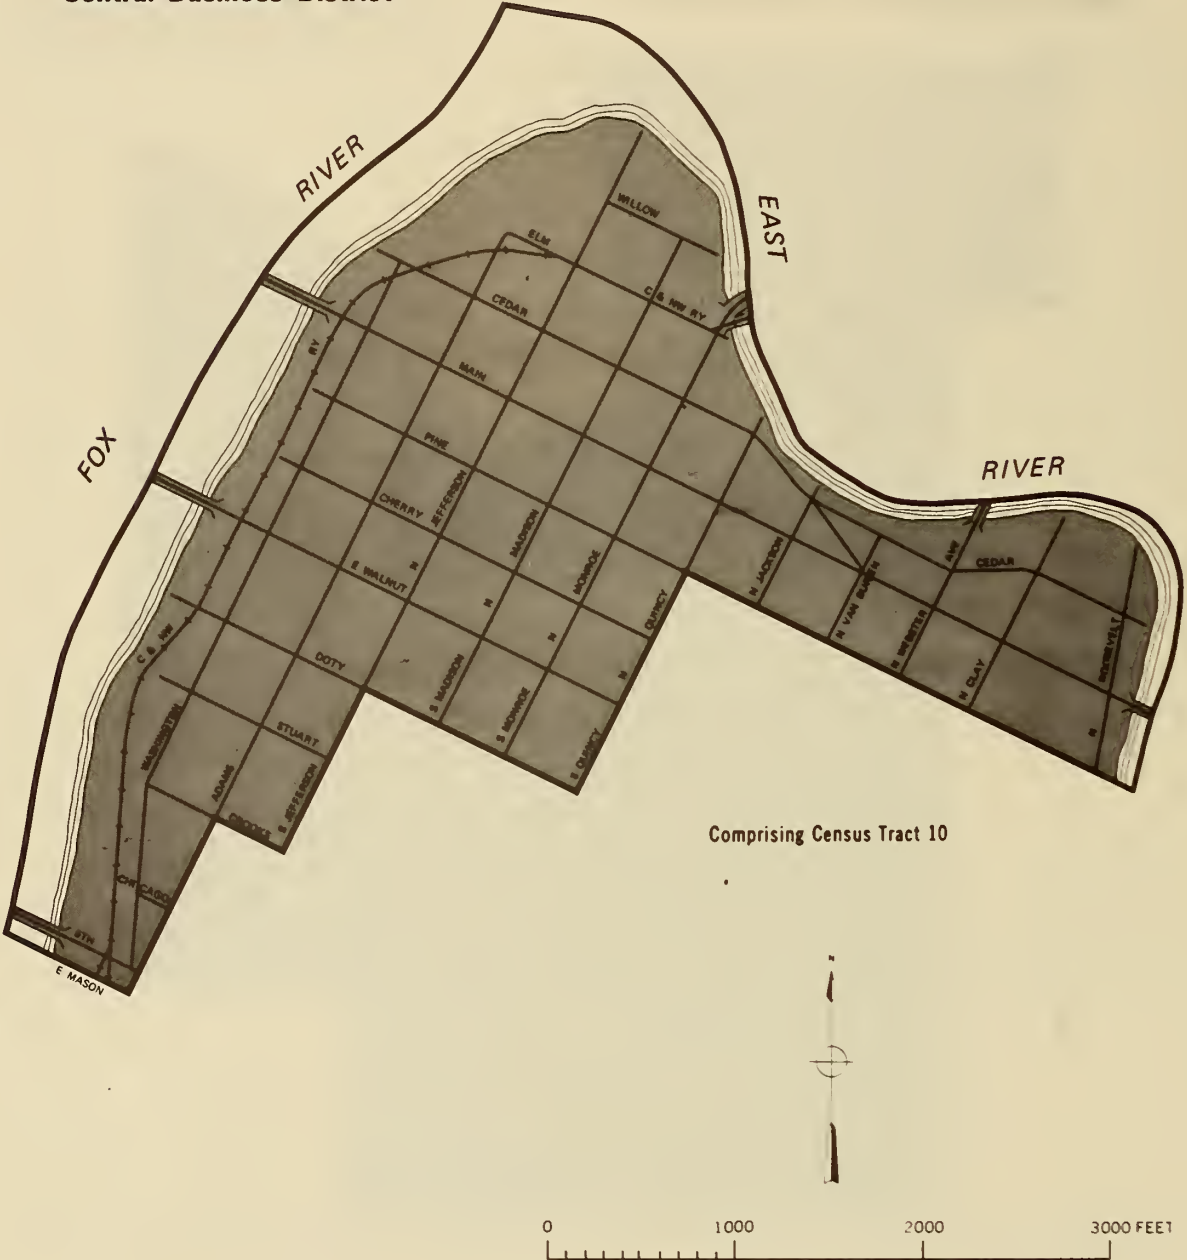 Central Business District
RIVER
FOX
EAST
RIVER
WILLOW
ELM
C & NW RY
CEDAR
MAIN
RY
PINE
CHERRY
N JEFFERSON
N MADISON
N MONROE
N QUINCY
E WALNUT
N JACKSON
N VAN BUREN
N WEBSTER AVE
CEDAR
N CLAY
N ROOSEVELT
C & NW
DOTY
S MADISON
S MONROE
S QUINCY
STUART
WASHINGTON
ADAMS
S JEFFERSON
CROOKS
CHICAGO
8TH
E MASON
Comprising Census Tract 10
N
0 1000 2000 3000 FEET